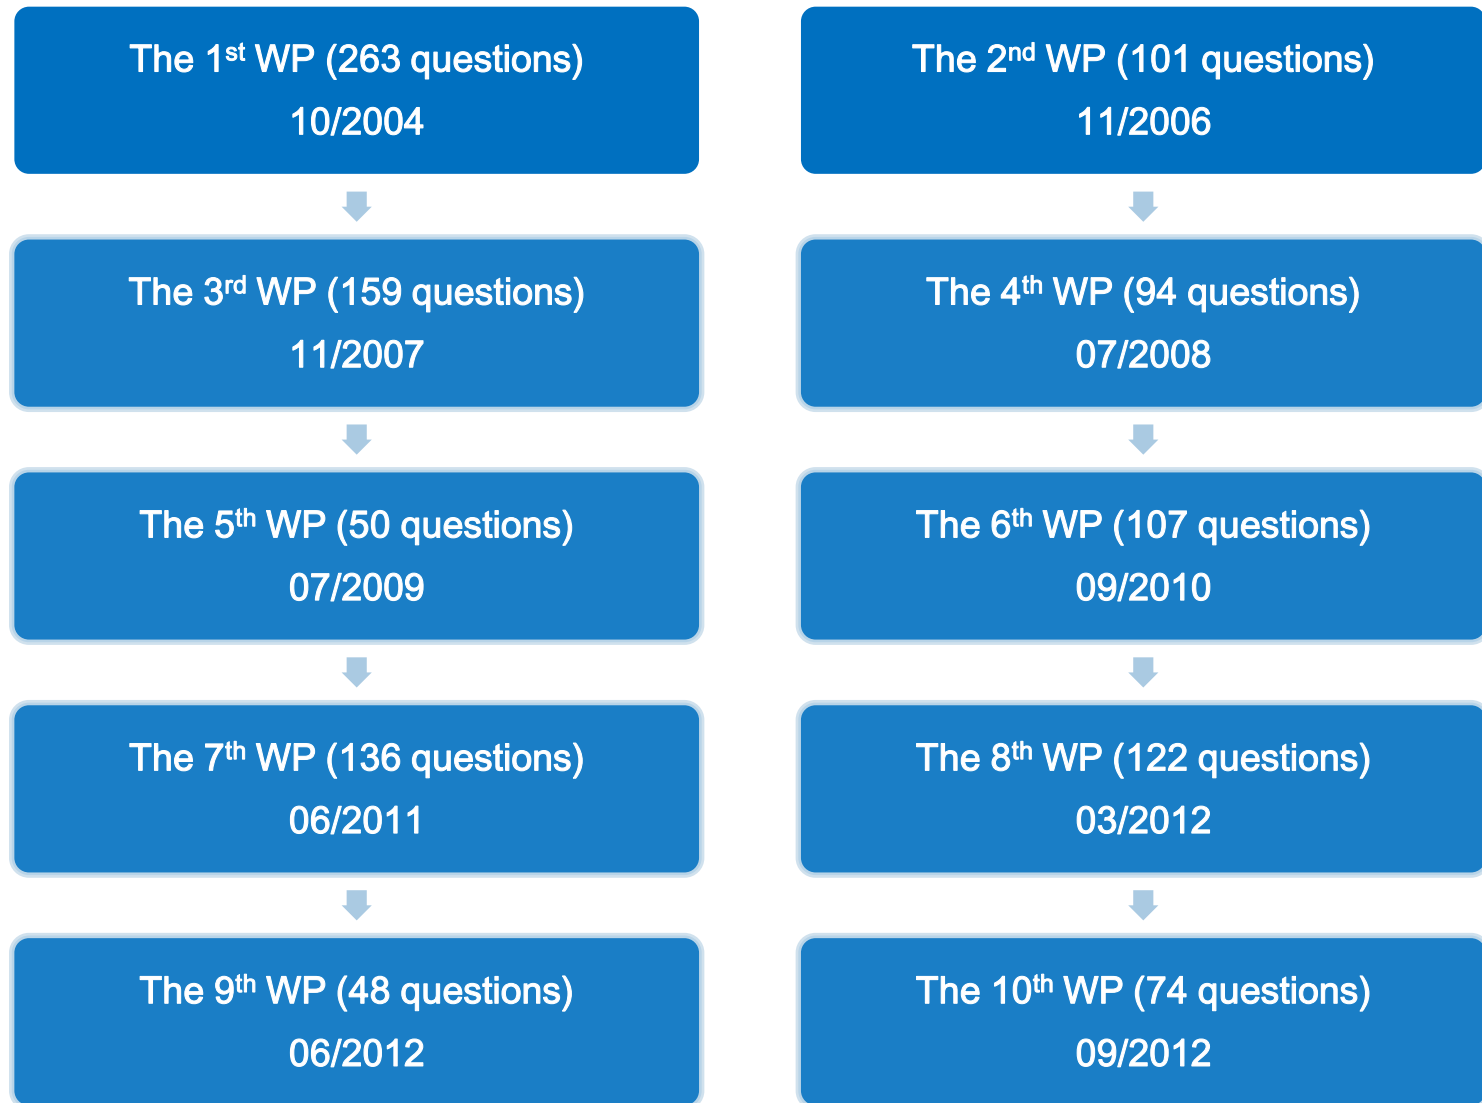 The 1st WP (263 questions)
10/2004
The 2nd WP (101 questions)
11/2006
The 3rd WP (159 questions)
11/2007
The 4th WP (94 questions)
07/2008
The 5th WP (50 questions)
07/2009
The 6th WP (107 questions)
09/2010
The 7th WP (136 questions)
06/2011
The 8th WP (122 questions)
03/2012
The 9th WP (48 questions)
06/2012
The 10th WP (74 questions)
09/2012